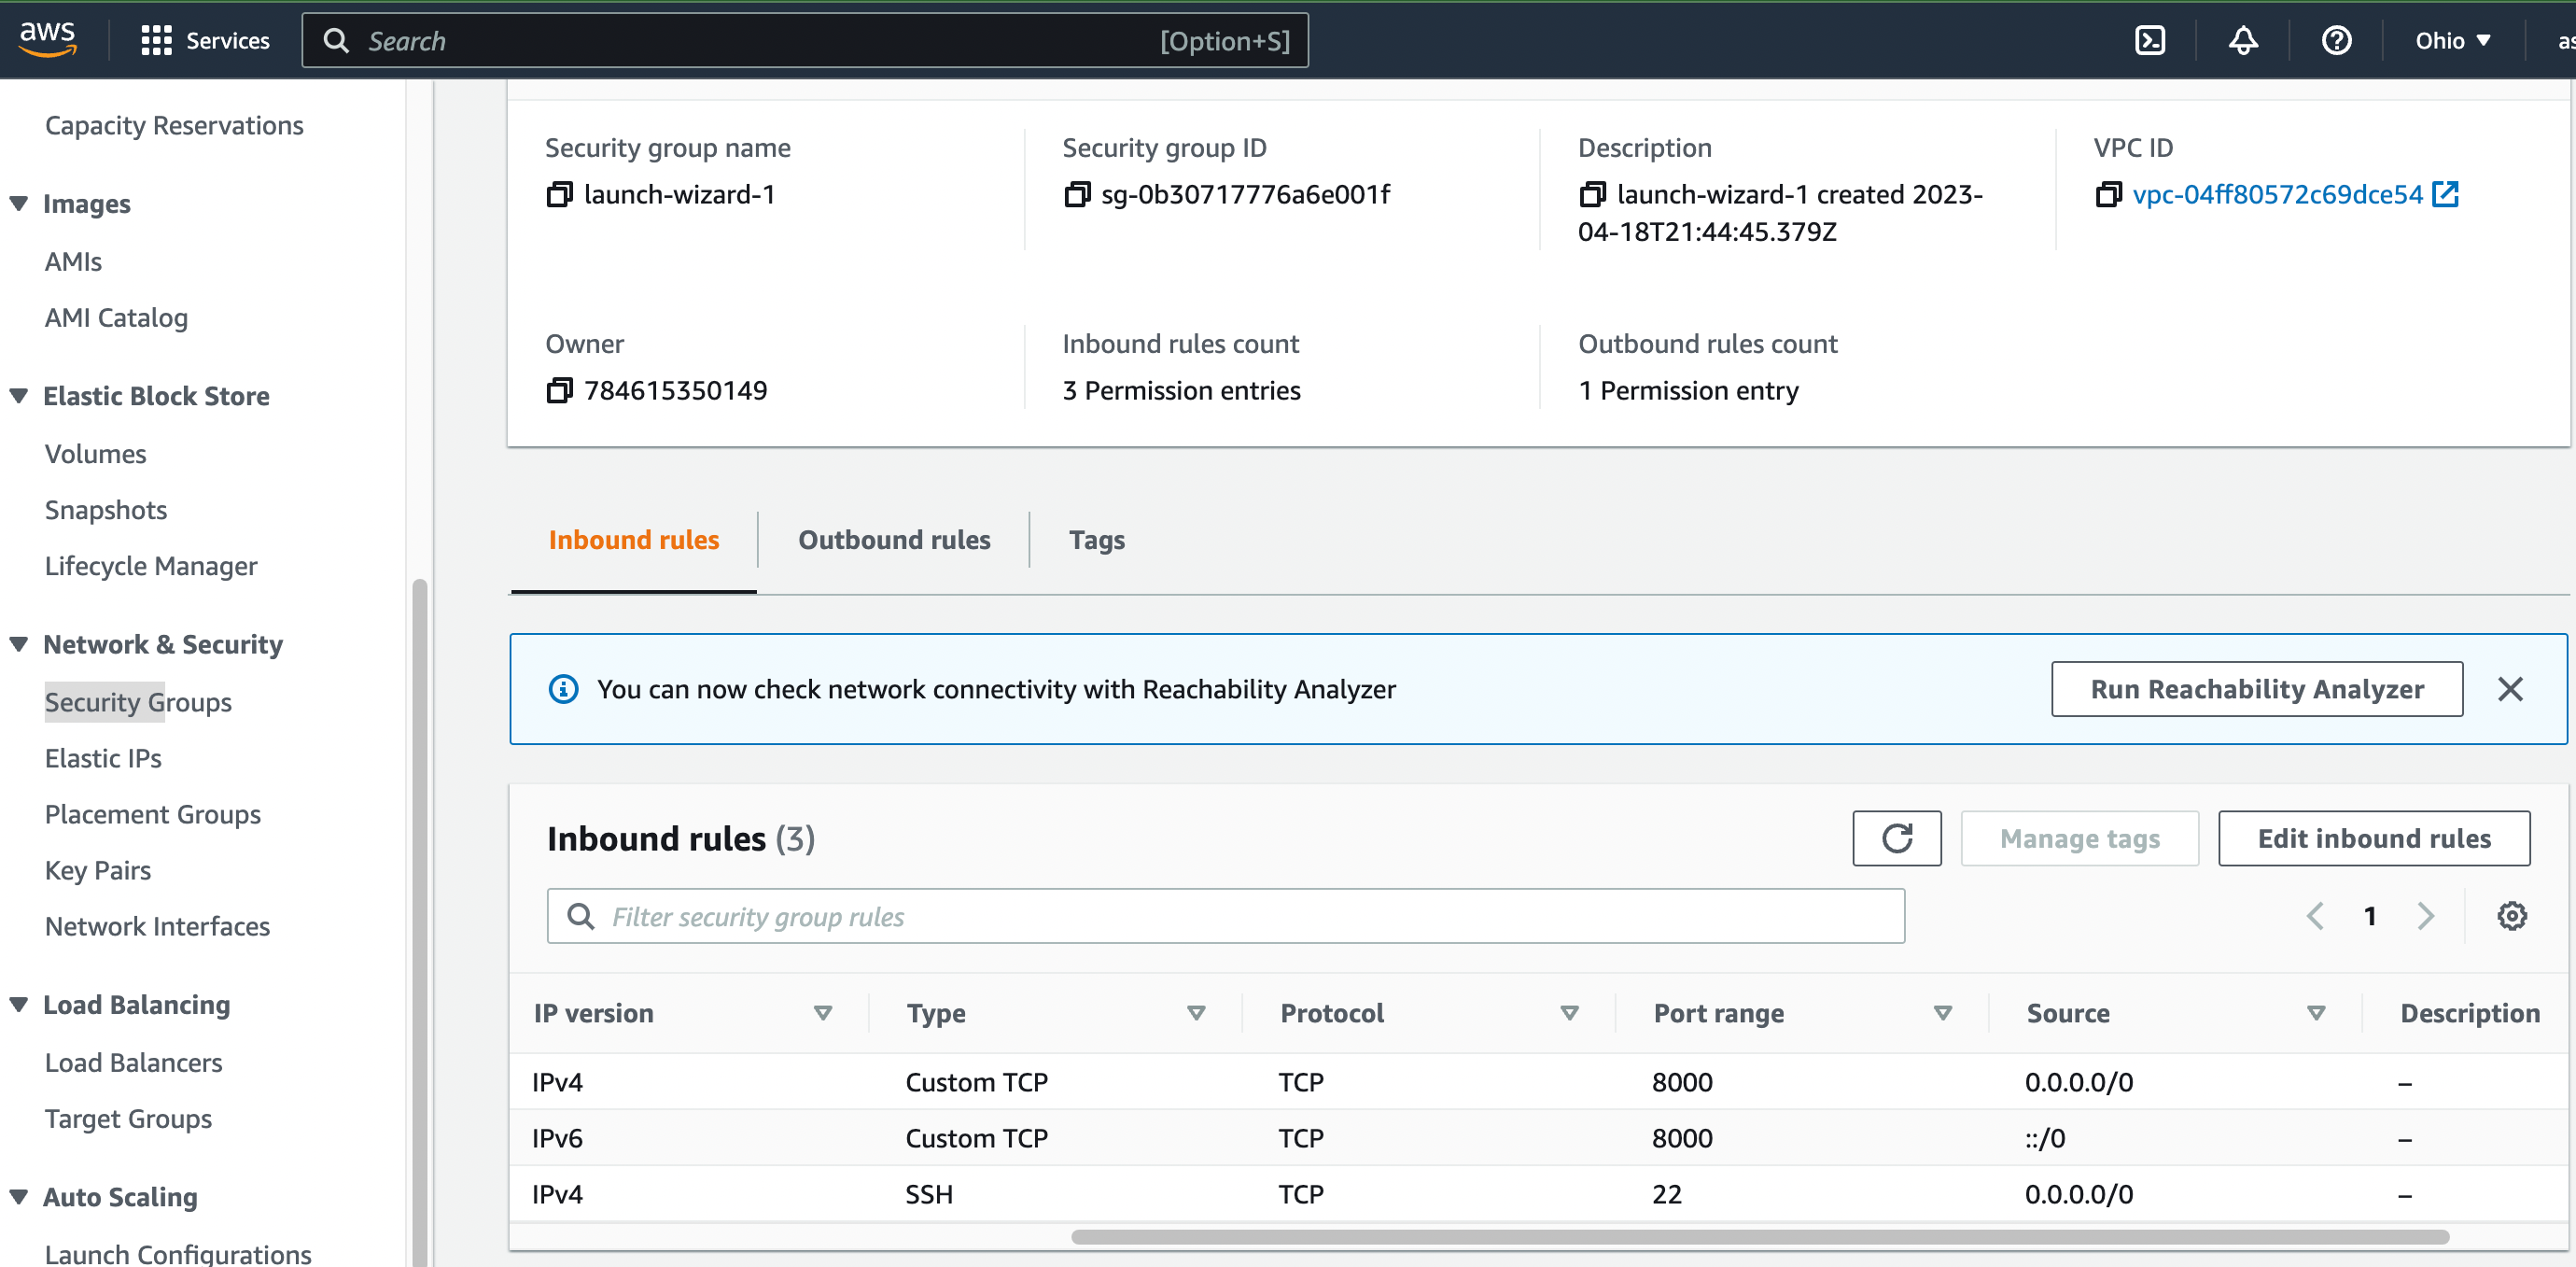 aws
Services
Search
[Option+S]
Ohio
Capacity Reservations
Images
AMIs
AMI Catalog
Elastic Block Store
Volumes
Snapshots
Lifecycle Manager
Network & Security
Security Groups
Elastic IPs
Placement Groups
Key Pairs
Network Interfaces
Load Balancing
Load Balancers
Target Groups
Auto Scaling
Launch Configurations
Security group name
launch-wizard-1
Security group ID
sg-0b30717776a6e001f
Description
launch-wizard-1 created 2023-
04-18T21:44:45.379Z
VPC ID
vpc-04ff80572c69dce54
Owner
784615350149
Inbound rules count
3 Permission entries
Outbound rules count
1 Permission entry
Inbound rules
Outbound rules
Tags
You can now check network connectivity with Reachability Analyzer
Run Reachability Analyzer
Inbound rules (3)
Manage tags
Edit inbound rules
Filter security group rules
1
IP version Type Protocol Port range Source Description
IPv4 Custom TCP TCP 8000 0.0.0.0/0 –
IPv6 Custom TCP TCP 8000 ::/0 –
IPv4 SSH TCP 22 0.0.0.0/0 –